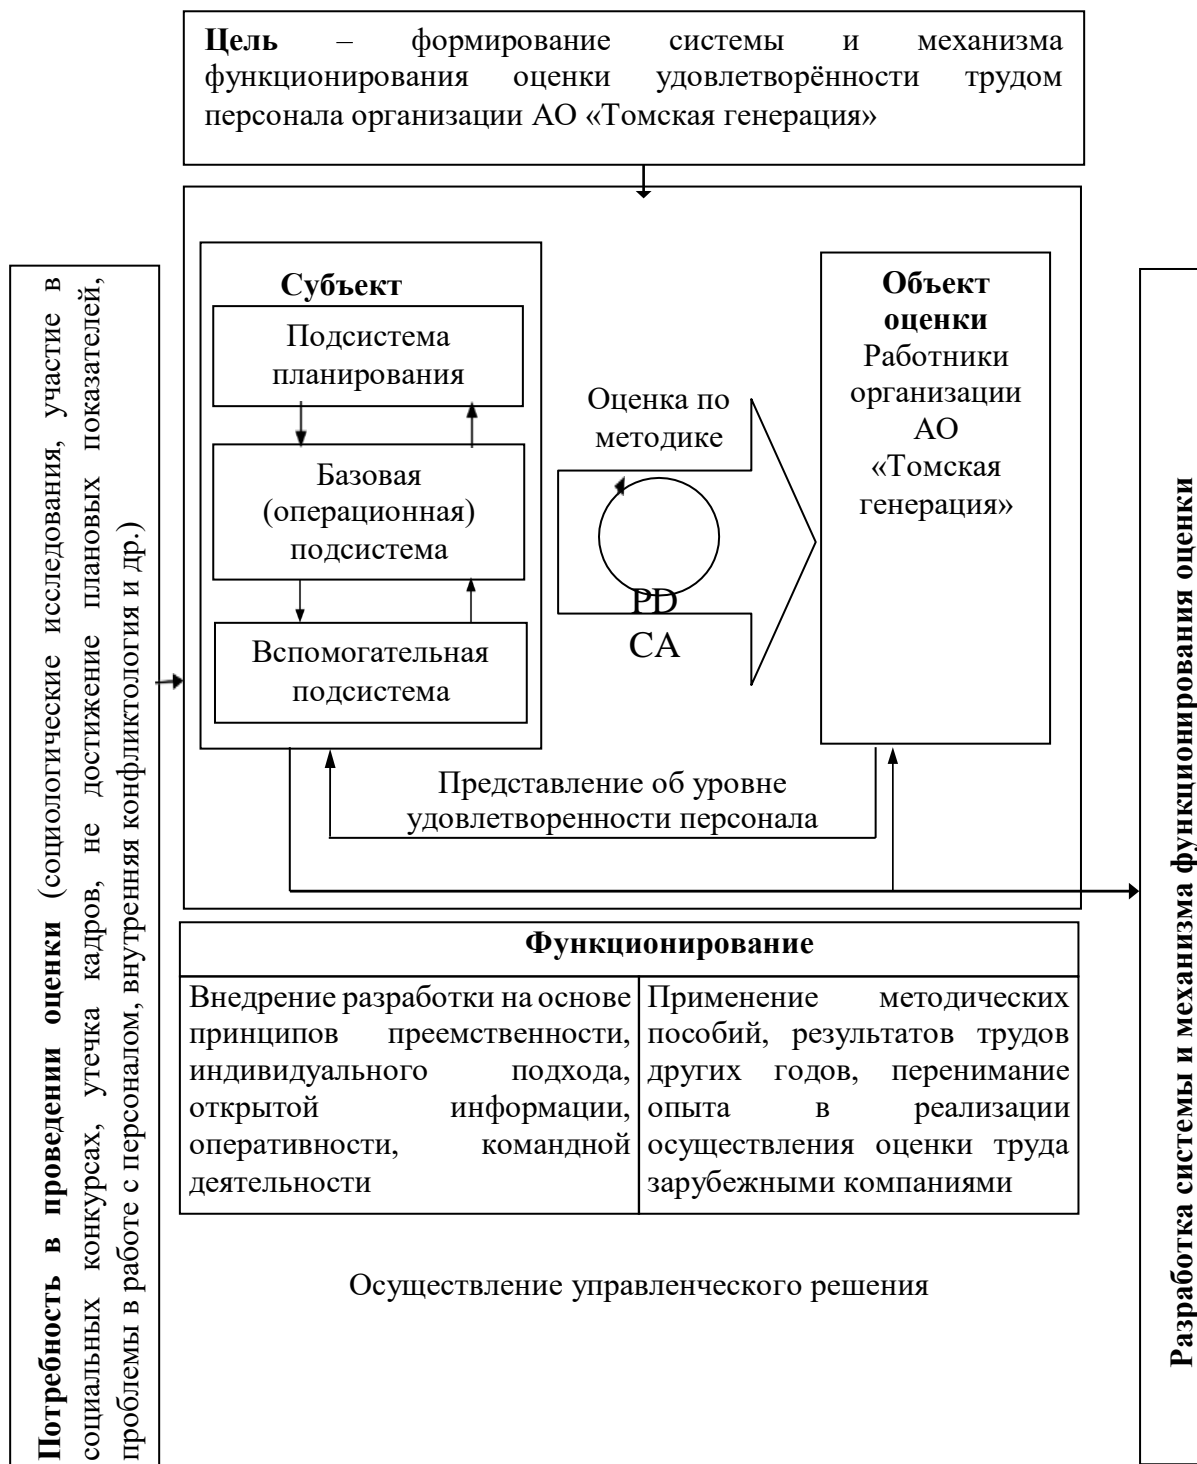 Цель – формирование системы и механизма
функционирования оценки удовлетворённости трудом
персонала организации АО «Томская генерация»
Потребность в проведении оценки (социологические исследования, участие в
социальных конкурсах, утечка кадров, не достижение плановых показателей,
проблемы в работе с персоналом, внутренняя конфликтология и др.)
Субъект
Подсистема
планирования
Базовая
(операционная)
подсистема
Вспомогательная
подсистема
Оценка по
методике
PD
CA
Объект
оценки
Работники
организации
АО
«Томская
генерация»
Представление об уровне
удовлетворенности персонала
Функционирование
Внедрение разработки на основе
принципов преемственности,
индивидуального подхода,
открытой информации,
оперативности, командной
деятельности
Применение методических
пособий, результатов трудов
других годов, перенимание
опыта в реализации
осуществления оценки труда
зарубежными компаниями
Осуществление управленческого решения
Разработка системы и механизма функционирования оценки